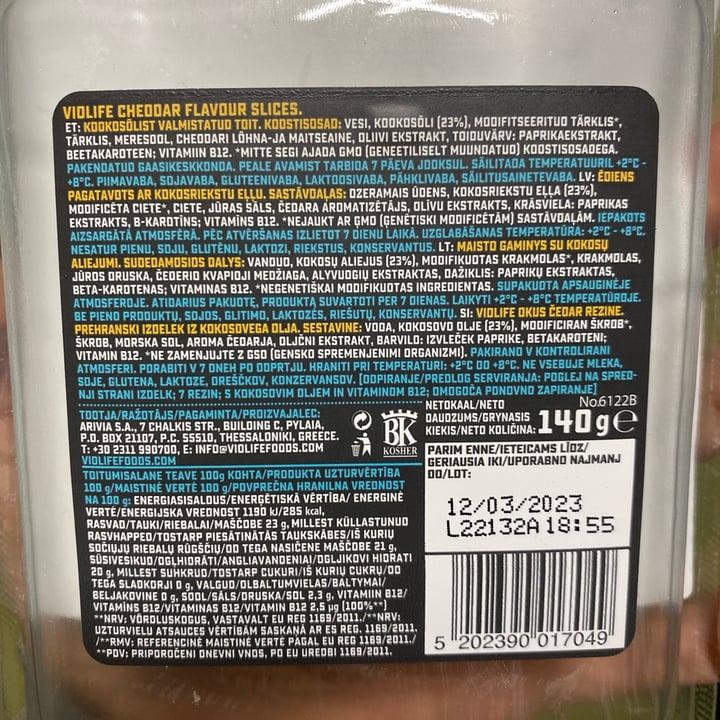 VIOLIFE CHEDDAR FLAVOUR SLICES.
ET: KOOKOSÕLIST VALMISTATUD TOIT. KOOSTISOSAD: VESI, KOOKOSÕLI (23%), MODIFITSEERITUD TÄRKLIS*,
TÄRKLIS, MERESOOL, CHEDDARI LÕHNA-JA MAITSEAINE, OLIIVI EKSTRAKT, TOIDUVÄRV: PAPRIKAEKSTRAKT,
BEETAKAROTEEN; VITAMIIN B12. *MITTE SEGI AJADA GMO (GENEETILISELT MUUNDATUD) KOOSTISOSADEGA.
PAKENDATUD GAASIKESKKONDA. PEALE AVAMIST TARBIDA 7 PÄEVA JOOKSUL. SÄILITADA TEMPERATUURIL +2°C -
+8°C. PIIMAVABA, SOJAVABA, GLUTEENIVABA, LAKTOOSIVABA, PÄHKLIVABA, SÄILITUSAINETEVABA. LV: ĒDIENS
PAGATAVOTS AR KOKOSRIEKSTU EĻĻU. SASTĀVDAĻAS: DZERAMAIS ŪDENS, KOKOSRIEKSTU EĻĻA (23%),
MODIFICĒTA CIETE*, CIETE, JŪRAS SĀLS, ČEDARA AROMATIZĒTĀJS, OLĪVU EKSTRAKTS, KRĀSVIELA: PAPRIKAS
EKSTRAKTS, B-KAROTĪNS; VITAMĪNS B12. *NEJAUKT AR ĢMO (ĢENĒTISKI MODIFICĒTĀM) SASTĀVDAĻĀM. IEPAKOTS
AIZSARGĀTĀ ATMOSFĒRĀ. PĒC ATVĒRŠANAS IZLIETOT 7 DIENU LAIKĀ. UZGLABĀŠANAS TEMPERATŪRA: +2°C - +8°C.
NESATUR PIENU, SOJU, GLUTĒNU, LAKTOZI, RIEKSTUS, KONSERVANTUS. LT: MAISTO GAMINYS SU KOKOSŲ
ALIEJUMI. SUDEDAMOSIOS DALYS: VANDUO, KOKOSŲ ALIEJUS (23%), MODIFIKUOTAS KRAKMOLAS*, KRAKMOLAS,
JŪROS DRUSKA, ČEDERIO KVAPIOJI MEDŽIAGA, ALYVUOGIŲ EKSTRAKTAS, DAŽIKLIS: PAPRIKŲ EKSTRAKTAS,
BETA-KAROTENAS; VITAMINAS B12. *NEGENETIŠKAI MODIFIKUOTAS INGREDIENTAS. SUPAKUOTA APSAUGINĖJE
ATMOSFEROJE. ATIDARIUS PAKUOTĘ, PRODUKTĄ SUVARTOTI PER 7 DIENAS. LAIKYTI +2°C - +8°C TEMPERATŪROJE.
BE PIENO PRODUKTŲ, SOJOS, GLITIMO, LAKTOZĖS, RIEŠUTŲ, KONSERVANTŲ. SI: VIOLIFE OKUS ČEDAR REZINE.
PREHRANSKI IZDELEK IZ KOKOSOVEGA OLJA. SESTAVINE: VODA, KOKOSOVO OLJE (23%), MODIFICIRAN ŠKROB*,
ŠKROB, MORSKA SOL, AROMA ČEDARJA, OLJČNI EKSTRAKT, BARVILO: IZVLEČEK PAPRIKE, BETAKAROTENI;
VITAMIN B12. *NE ZAMENJUJTE Z GSO (GENSKO SPREMENJENIMI ORGANIZMI). PAKIRANO V KONTROLIRANI
ATMOSFERI. PORABITI V 7 DNEH PO ODPRTJU. HRANITI PRI TEMPERATURI: +2°C DO +8°C. NE VSEBUJE MLEKA,
SOJE, GLUTENA, LAKTOZE, OREŠČKOV, KONZERVANSOV. [ODPIRANJE/PREDLOG SERVIRANJA: POGLEJ NA SPRED-
NJI STRANI IZDELK; 7 REZIN; S KOKOSOVIM OLJEM IN VITAMINOM B12; OMOGOČA PONOVNO ZAPIRANJE]
No.6122B
TOOTJA/RAŽOTĀJS/PAGAMINTA/PROIZVAJALEC:
ARIVIA S.A., 7 CHALKIS STR., BUILDING C, PYLAIA,
P.O. BOX 21107, P.C. 55510, THESSALONIKI, GREECE.
T: +30 2311 990700, E: INFO@VIOLIFEFOODS.COM
VIOLIFEFOODS.COM
BK
KOSHER
NETOKAAL/NETO
DAUDZUMS/GRYNASIS
KIEKIS/NETO KOLIČINA:
140g e
PARIM ENNE/IETEICAMS LĪDZ/
GERIAUSIA IKI/UPORABNO NAJMANJ
DO/LOT:
12/03/2023
L22132A 18:55
TOITUMISALANE TEAVE 100g KOHTA/PRODUKTA UZTURVĒRTĪBA
100 g/MAISTINĖ VERTĖ 100 g/POVPREČNA HRANILNA VREDNOST
NA 100 g: ENERGIASISALDUS/ENERĢĒTISKĀ VĒRTĪBA/ ENERGINĖ
VERTĖ/ENERGIJSKA VREDNOST 1190 kJ/285 kcal,
RASVAD/TAUKI/RIEBALAI/MAŠČOBE 23 g, MILLEST KÜLLASTUNUD
RASVHAPPED/TOSTARP PIESĀTINĀTĀS TAUKSKĀBES/IŠ KURIŲ
SOČIŲJŲ RIEBALŲ RŪGŠČIŲ/OD TEGA NASIČENE MAŠČOBE 21 g,
SÜSIVESIKUD/OGĻHIDRĀTI/ANGLIAVANDENIAI/OGLJIKOVI HIDRATI
20 g, MILLEST SUHKRUD/TOSTARP CUKURI/IŠ KURIŲ CUKRŲ/OD
TEGA SLADKORJI 0 g, VALGUD/OLBALTUMVIELAS/BALTYMAI/
BELJAKOVINE 0 g, SOOL/SĀLS/DRUSKA/SOL 2,3 g, VITAMIIN B12/
VITAMĪNS B12/VITAMINAS B12/VITAMIN B12 2,5 µg (100%**)
**NRV: VÕRDLUSKOGUS, VASTAVALT EU REG 1169/2011./**NRV:
UZTURVIELU ATSAUCES VĒRTĪBĀM SASKAŅĀ AR ES REG. 1169/2011.
/**RMV: REFERENCINĖ MAISTINĖ VERTĖ PAGAL EU REG 1169/2011./
**PDV: PRIPOROČENI DNEVNI VNOS, PO EU UREDBI 1169/2011.
5 202390 017049